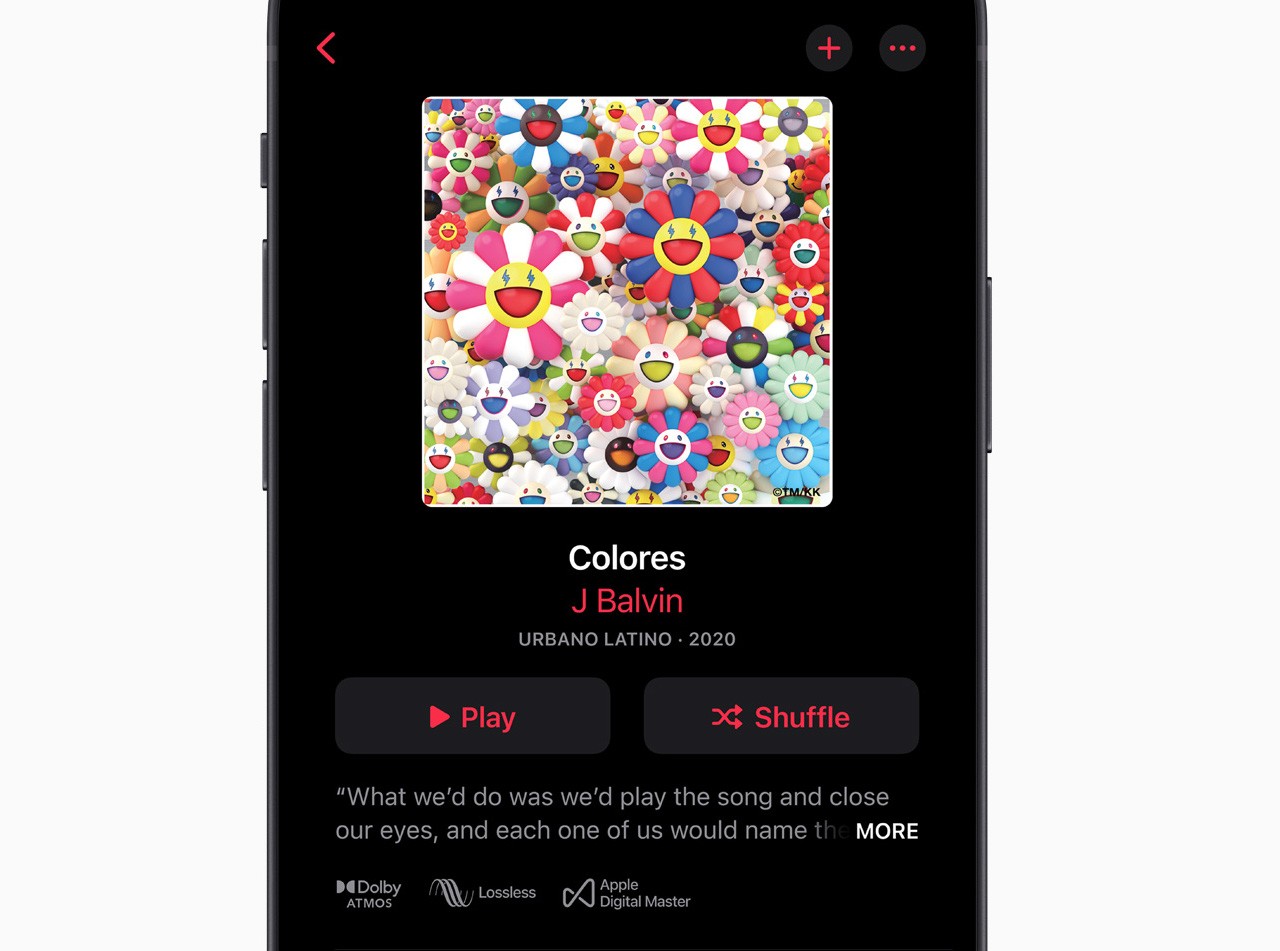 ©TM/KK
Colores
J Balvin
URBANO LATINO · 2020
Play
Shuffle
“What we’d do was we’d play the song and close
our eyes, and each one of us would name the MORE
Dolby
ATMOS
Lossless
Apple
Digital Master